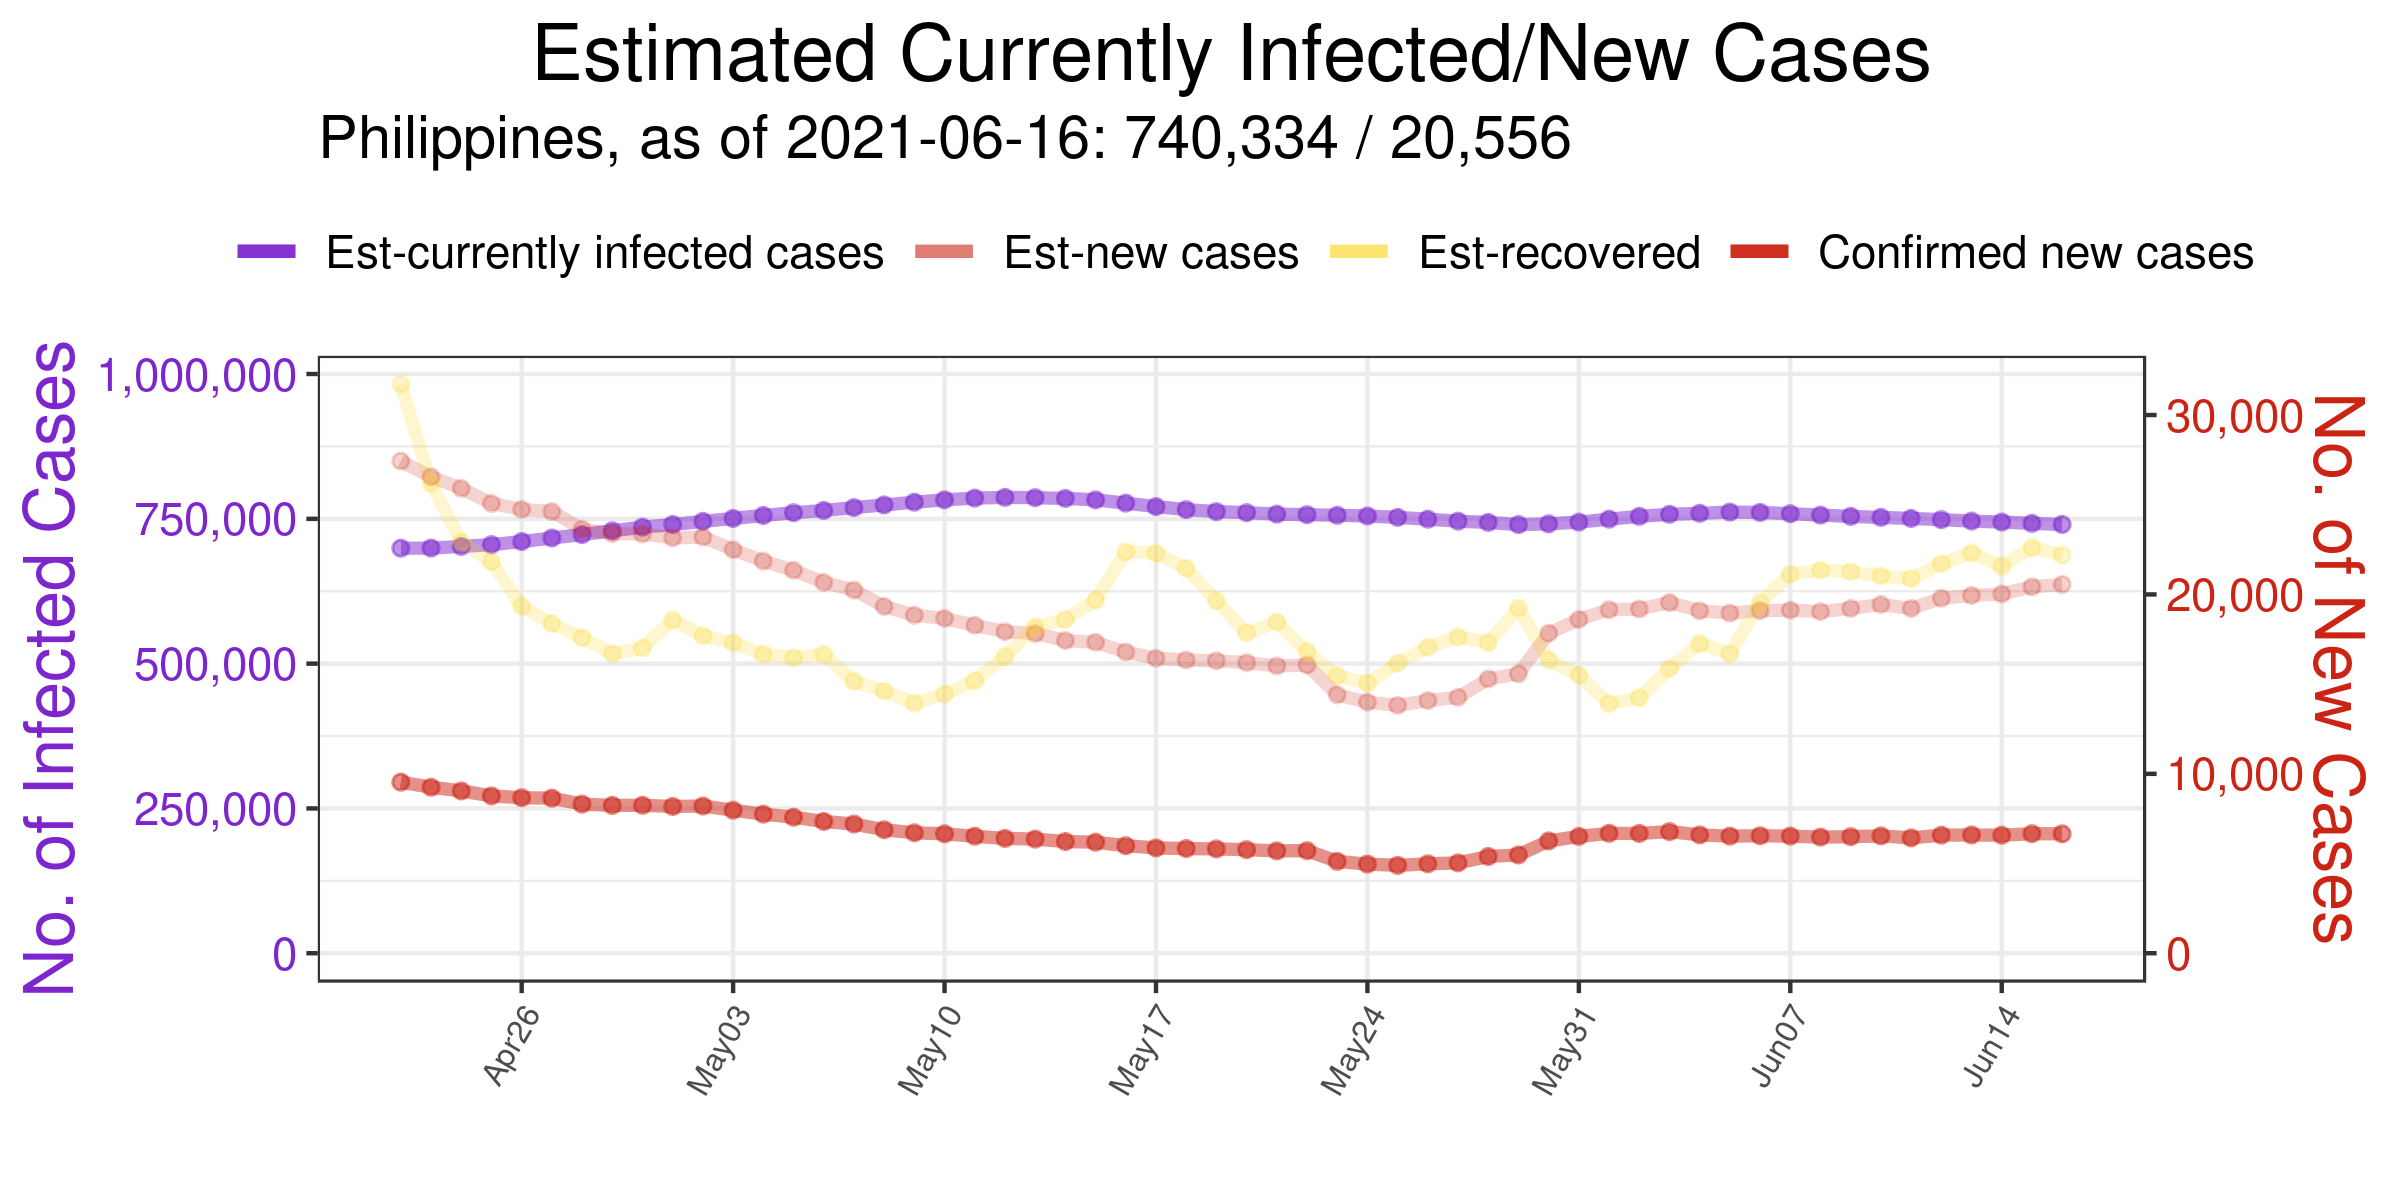 Estimated Currently Infected/New Cases
Philippines, as of 2021-06-16: 740,334 / 20,556
Est-currently infected cases Est-new cases Est-recovered Confirmed new cases
No. of Infected Cases
1,000,000
750,000
500,000
250,000
0
30,000
20,000
10,000
0
No. of New Cases
Apr26 May03 May10 May17 May24 May31 Jun07 Jun14